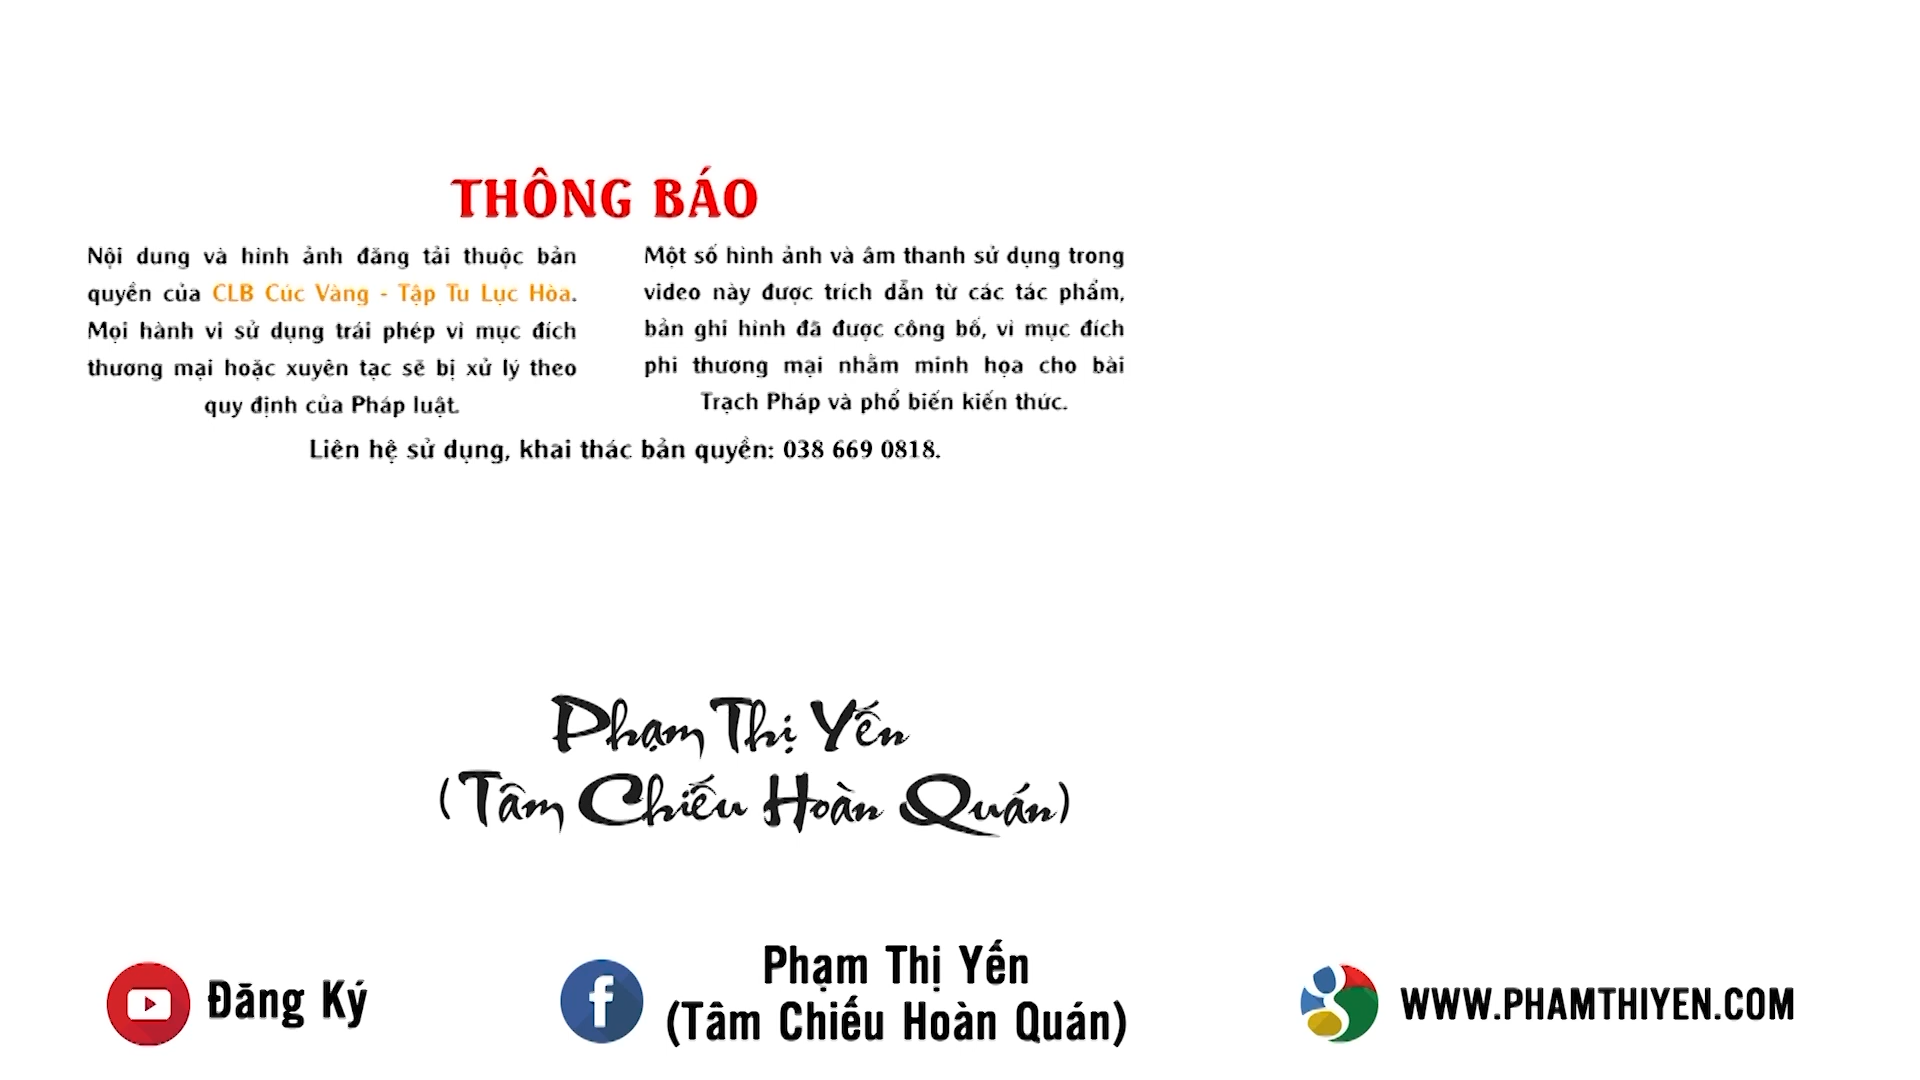 THÔNG BÁO
Nội dung và hình ảnh đăng tải thuộc bản
quyền của CLB Cúc Vàng - Tập Tu Lục Hòa.
Mọi hành vi sử dụng trái phép vì mục đích
thương mại hoặc xuyên tạc sẽ bị xử lý theo
quy định của Pháp luật.
Một số hình ảnh và âm thanh sử dụng trong
video này được trích dẫn từ các tác phẩm,
bản ghi hình đã được công bố, vì mục đích
phi thương mại nhằm minh họa cho bài
Trạch Pháp và phổ biến kiến thức.
Liên hệ sử dụng, khai thác bản quyền: 038 669 0818.
Phạm Thị Yến
(Tâm Chiếu Hoàn Quán)
Đăng Ký
Phạm Thị Yến
(Tâm Chiếu Hoàn Quán)
WWW.PHAMTHIYEN.COM